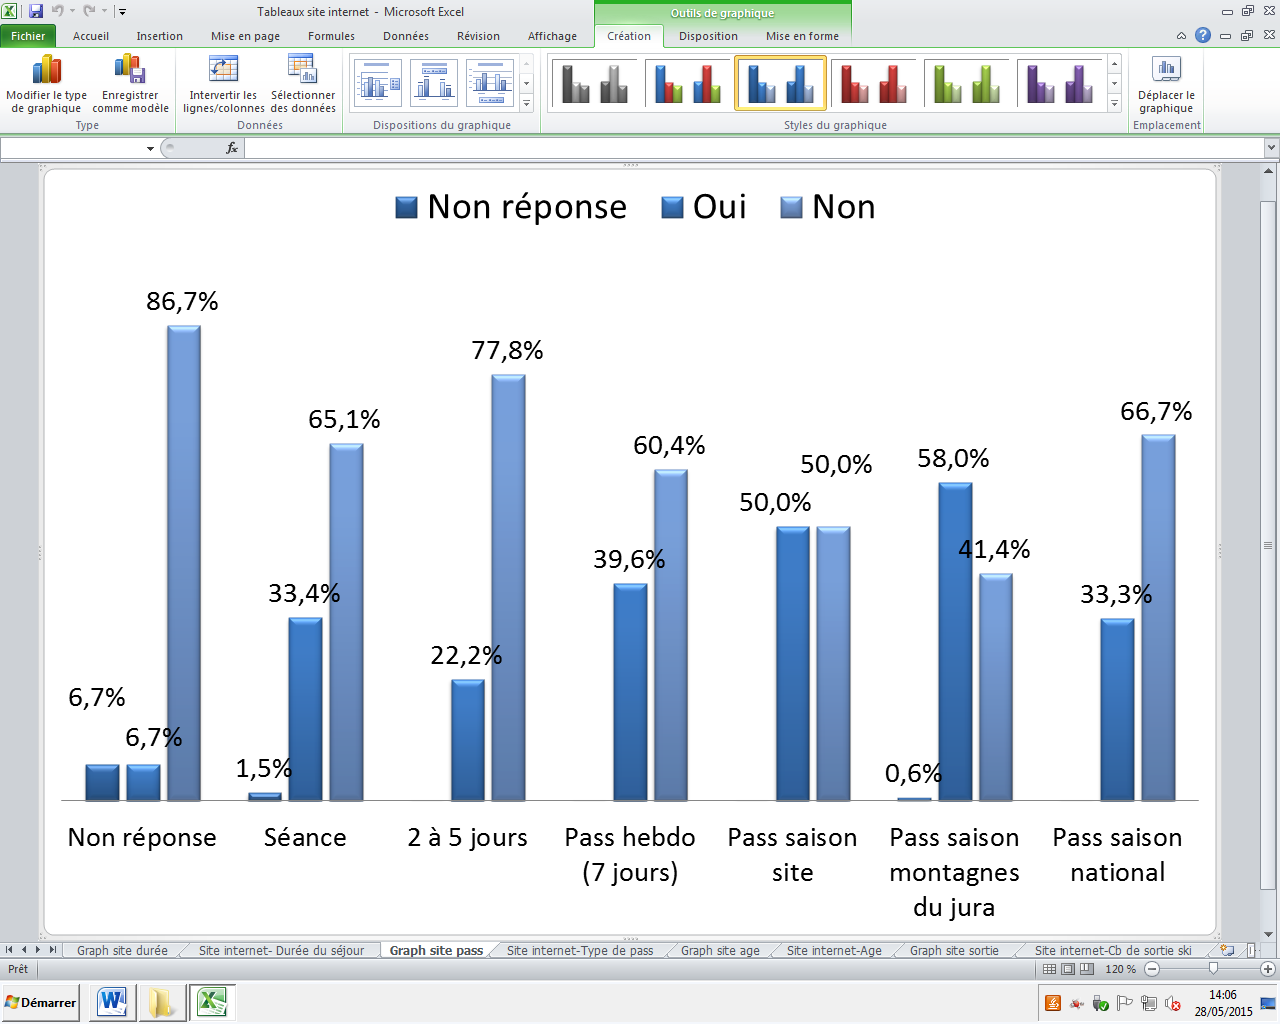 Tableaux site internet - Microsoft Excel
Outils de graphique
Fichier Accueil Insertion Mise en page Formules Données Révision Affichage Création Disposition Mise en forme
Modifier le type de graphique
Enregistrer comme modèle
Intervertir les lignes/colonnes
Sélectionner des données
Déplacer le graphique
Type Données Dispositions du graphique Styles du graphique Emplacement
fx
Non réponse Oui Non
86,7%
77,8%
66,7%
65,1%
60,4%
50,0%
58,0%
50,0%
41,4%
39,6%
33,4%
33,3%
22,2%
6,7%
6,7%
1,5%
0,6%
Non réponse
Séance
2 à 5 jours
Pass hebdo
(7 jours)
Pass saison
site
Pass saison
montagnes
du jura
Pass saison
national
Graph site durée Site internet- Durée du séjour Graph site pass Site internet-Type de pass Graph site age Site internet-Age Graph site sortie Site internet-Cb de sortie ski
Prêt
120 %
Démarrer
14:06
28/05/2015